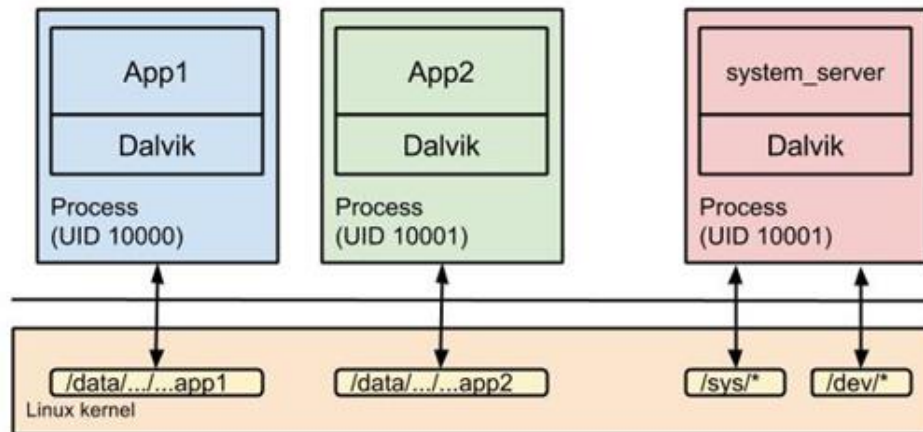 App1
Dalvik
Process
(UID 10000)
App2
Dalvik
Process
(UID 10001)
system_server
Dalvik
Process
(UID 10001)
/data/.../...app1
/data/.../...app2
/sys/*
/dev/*
Linux kernel